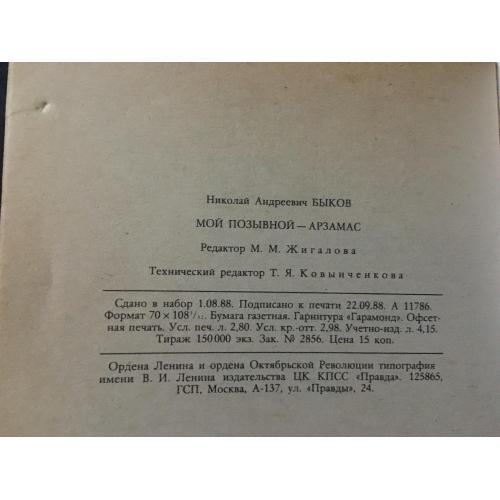 Николай Андреевич БЫКОВ
МОЙ ПОЗЫВНОЙ — АРЗАМАС
Редактор М. М. Жигалова
Технический редактор Т. Я. Ковынченкова
Сдано в набор 1.08.88. Подписано к печати 22.09.88. А 11786.
Формат 70 × 108¹/₃₂. Бумага газетная. Гарнитура «Гарамонд». Офсет-
ная печать. Усл. печ. л. 2,80. Усл. кр.-отт. 2,98. Учетно-изд. л. 4,15.
Тираж 150 000 экз. Зак. № 2856. Цена 15 коп.
Ордена Ленина и ордена Октябрьской Революции типография
имени В. И. Ленина издательства ЦК КПСС «Правда». 125865,
ГСП, Москва, А-137, ул. «Правды», 24.